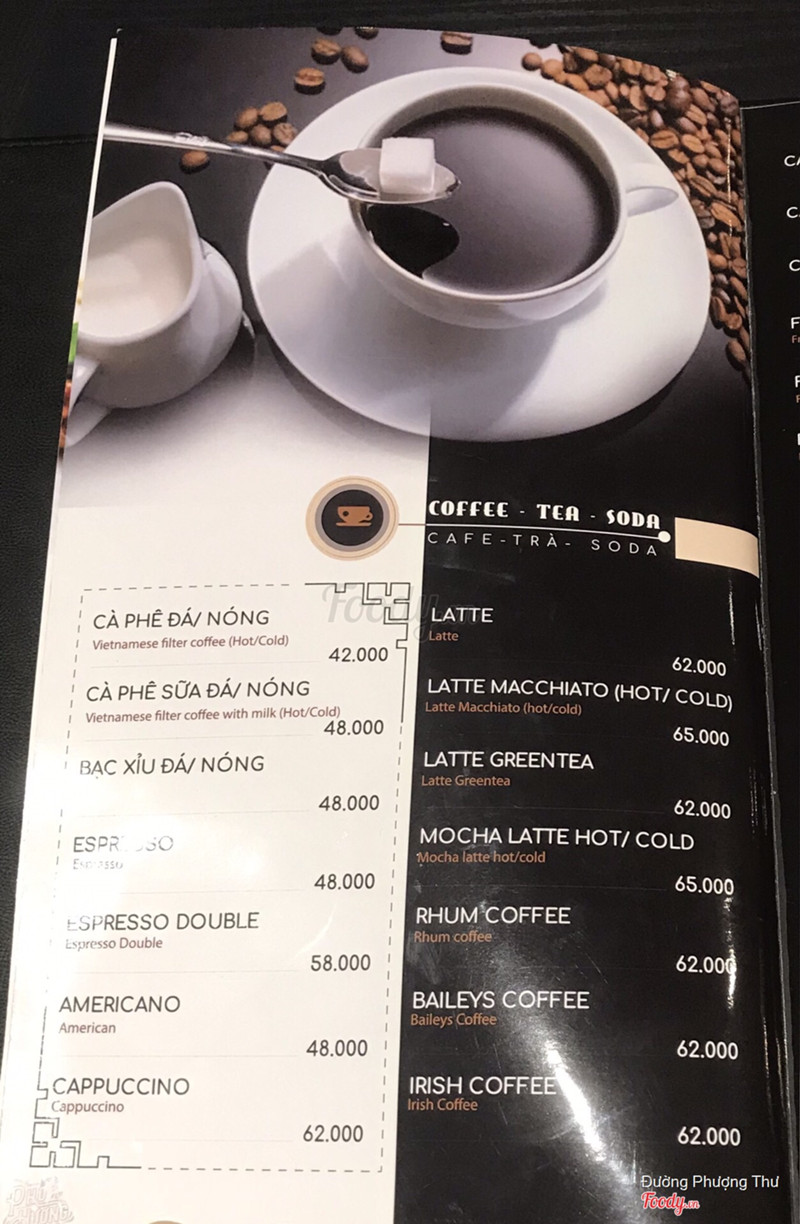 COFFEE - TEA - SODA
CAFE-TRÀ- SODA
CÀ PHÊ ĐÁ/ NÓNG
Vietnamese filter coffee (Hot/Cold)
42.000
CÀ PHÊ SỮA ĐÁ/ NÓNG
Vietnamese filter coffee with milk (Hot/Cold)
48.000
BẠC XỈU ĐÁ/ NÓNG
48.000
ESPRESSO
Espresso
48.000
ESPRESSO DOUBLE
Espresso Double
58.000
AMERICANO
American
48.000
CAPPUCCINO
Cappuccino
62.000
LATTE
Latte
62.000
LATTE MACCHIATO (HOT/ COLD)
Latte Macchiato (hot/cold)
65.000
LATTE GREENTEA
Latte Greentea
62.000
MOCHA LATTE HOT/ COLD
Mocha latte hot/cold
65.000
RHUM COFFEE
Rhum coffee
62.000
BAILEYS COFFEE
Baileys Coffee
62.000
IRISH COFFEE
Irish Coffee
62.000
Foody
Đường Phượng Thư
Foody.vn